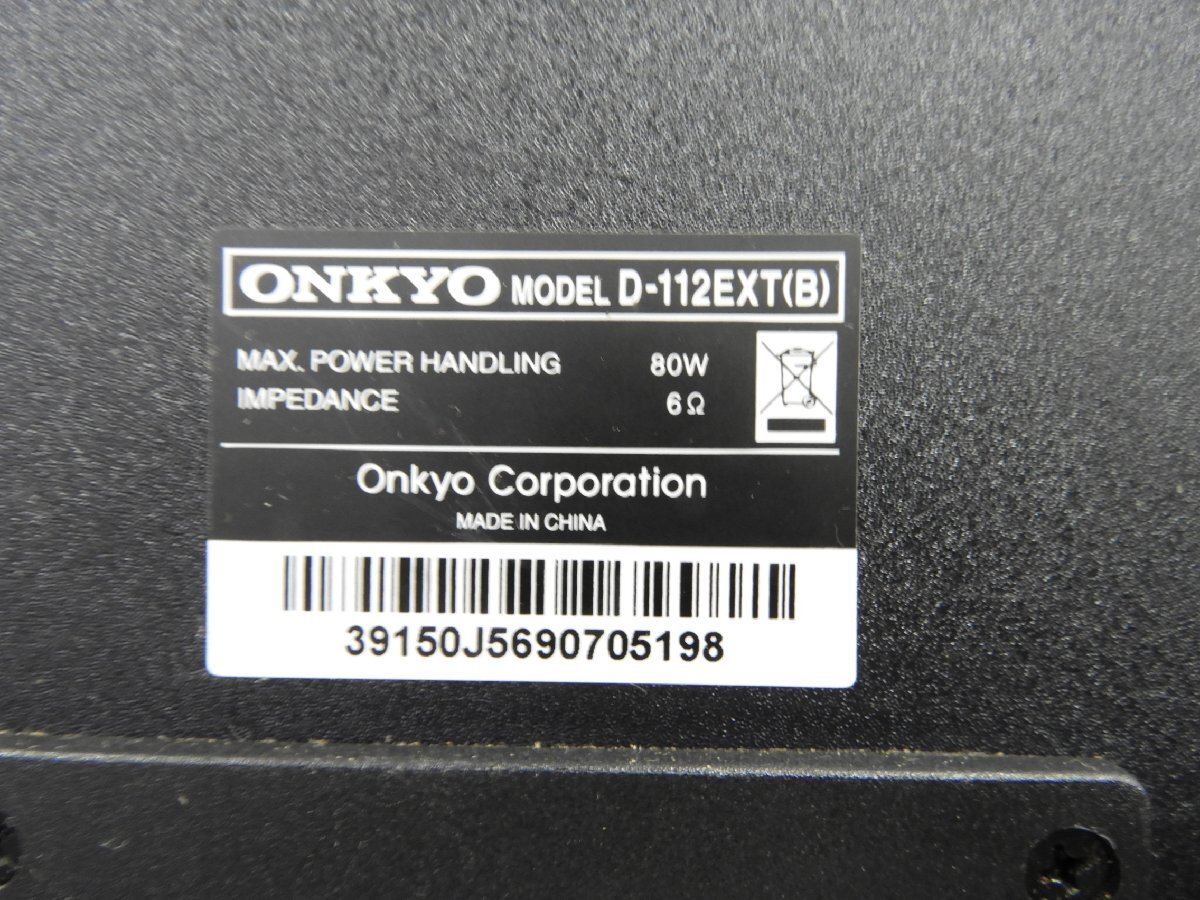 ONKYO MODEL D-112EXT(B)
MAX. POWER HANDLING 80W
IMPEDANCE 6Ω
Onkyo Corporation
MADE IN CHINA
39150J5690705198